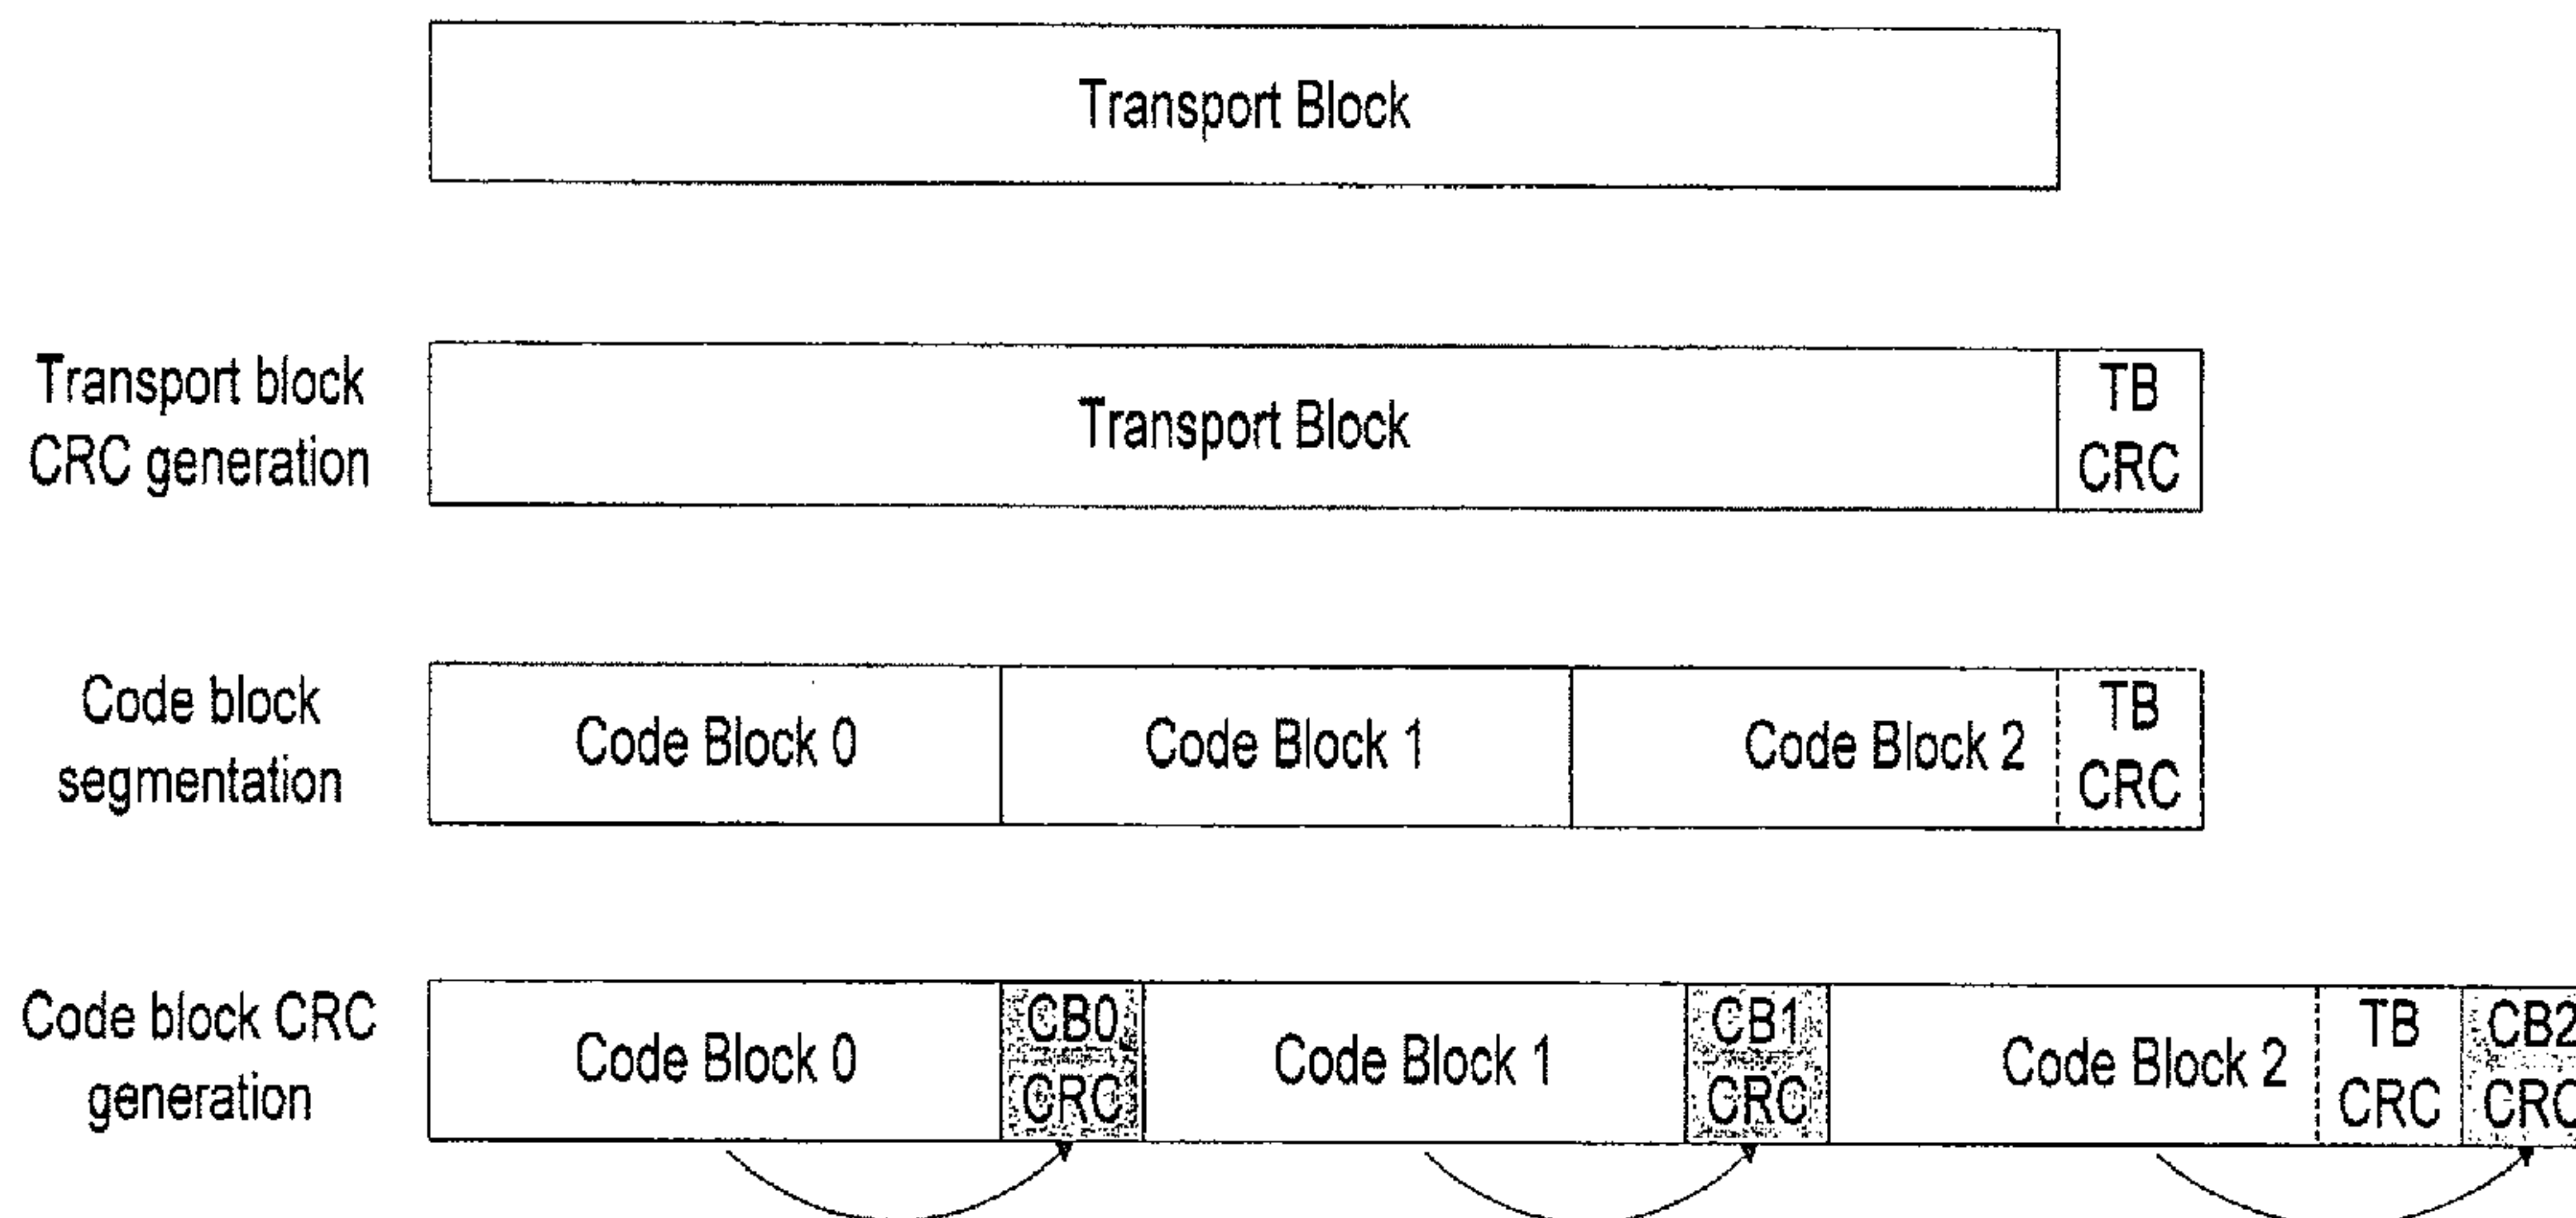 Transport Block
Transport block
CRC generation
Transport Block
TB
CRC
Code block
segmentation
Code Block 0
Code Block 1
Code Block 2
TB
CRC
Code block CRC
generation
Code Block 0
CB0
CRC
Code Block 1
CB1
CRC
Code Block 2
TB
CRC
CB2
CRC